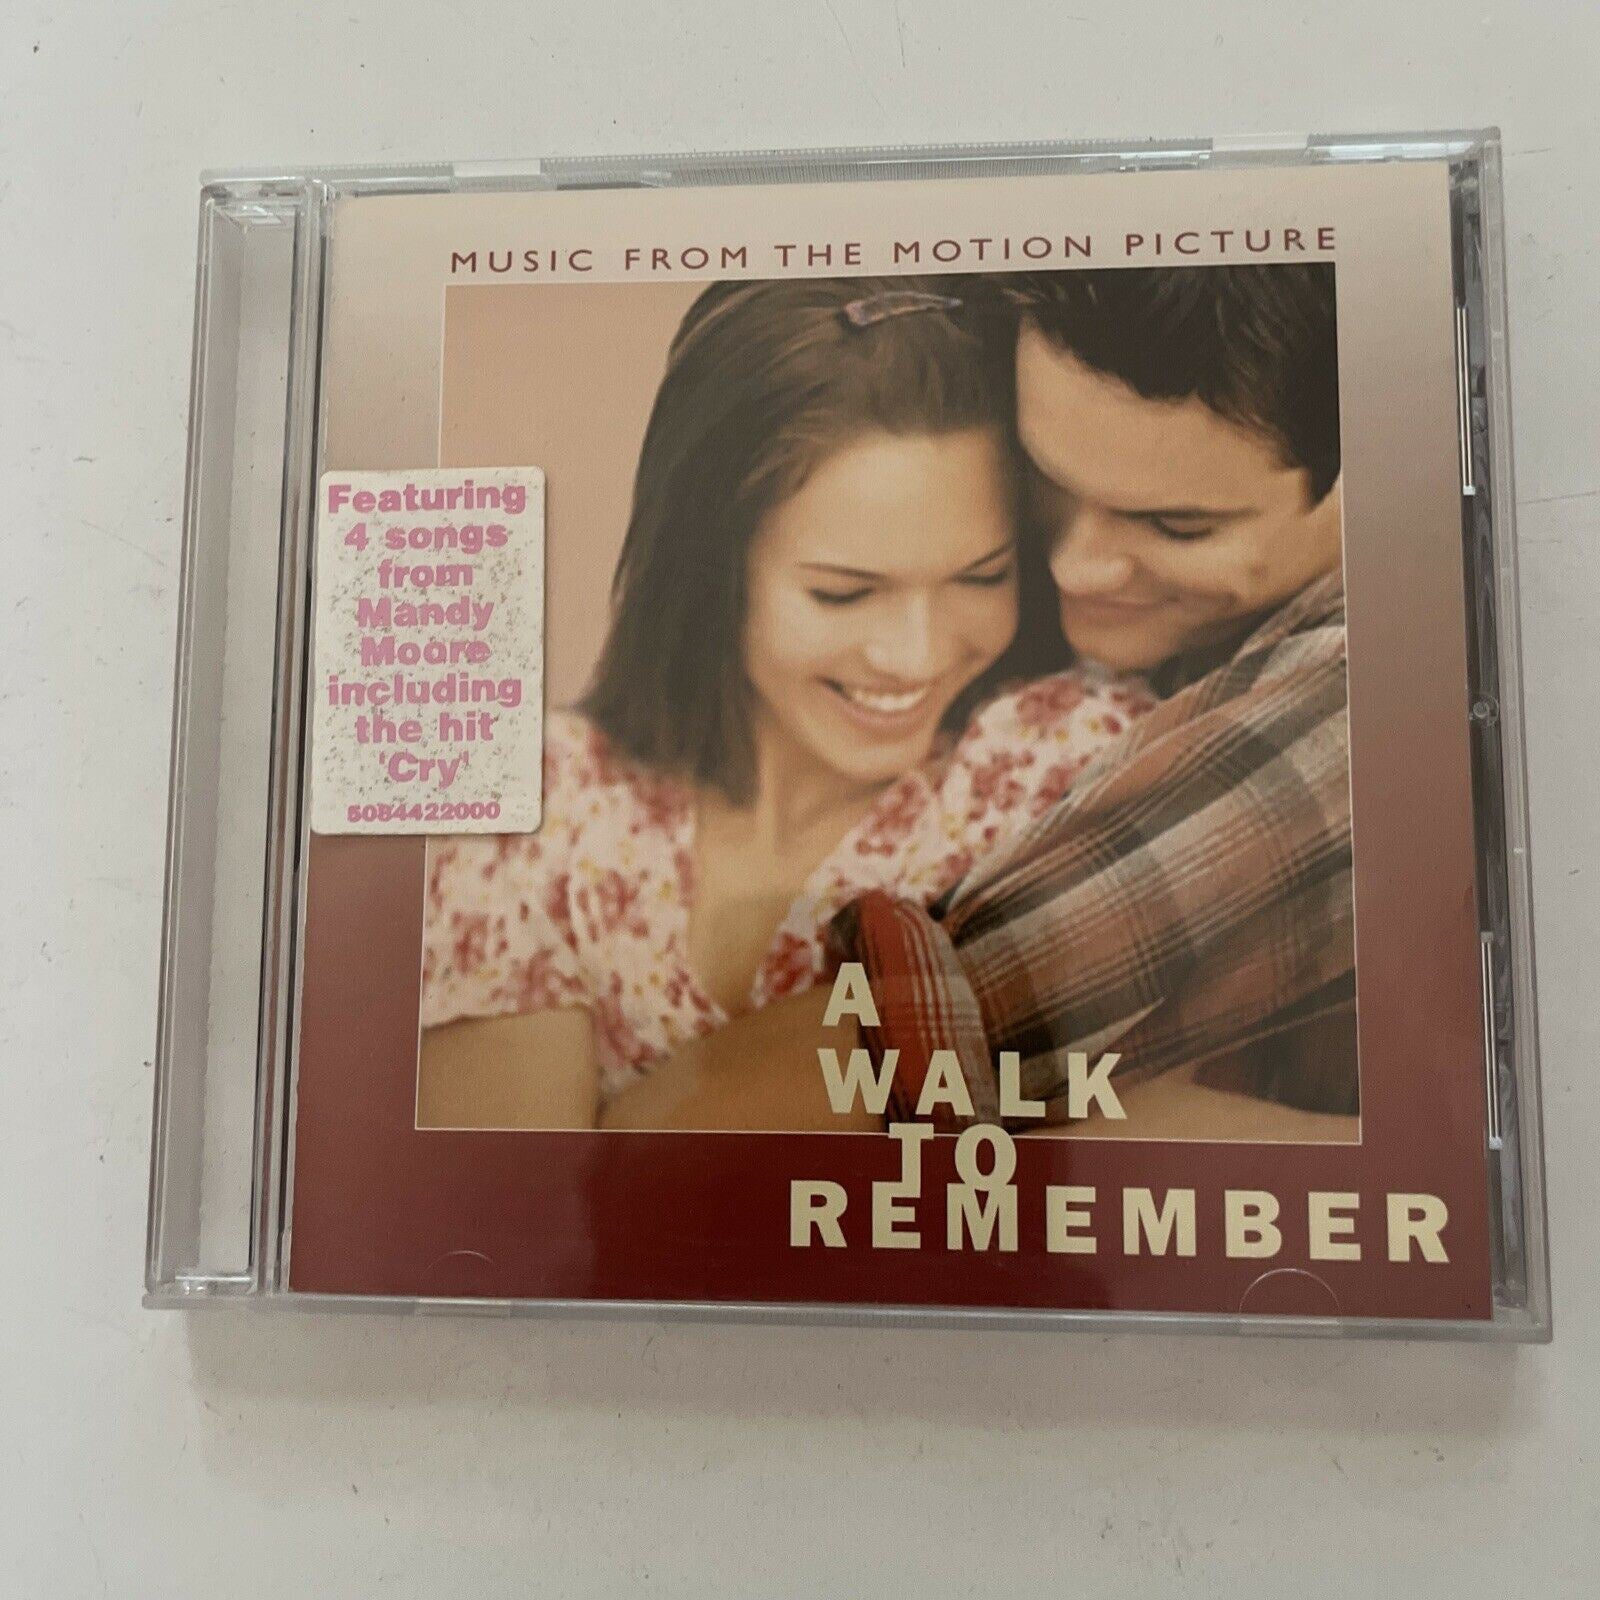 MUSIC FROM THE MOTION PICTURE
Featuring
4 songs
from
Mandy
Moore
including
the hit
'Cry'
5084422000
A
WALK
TO
REMEMBER